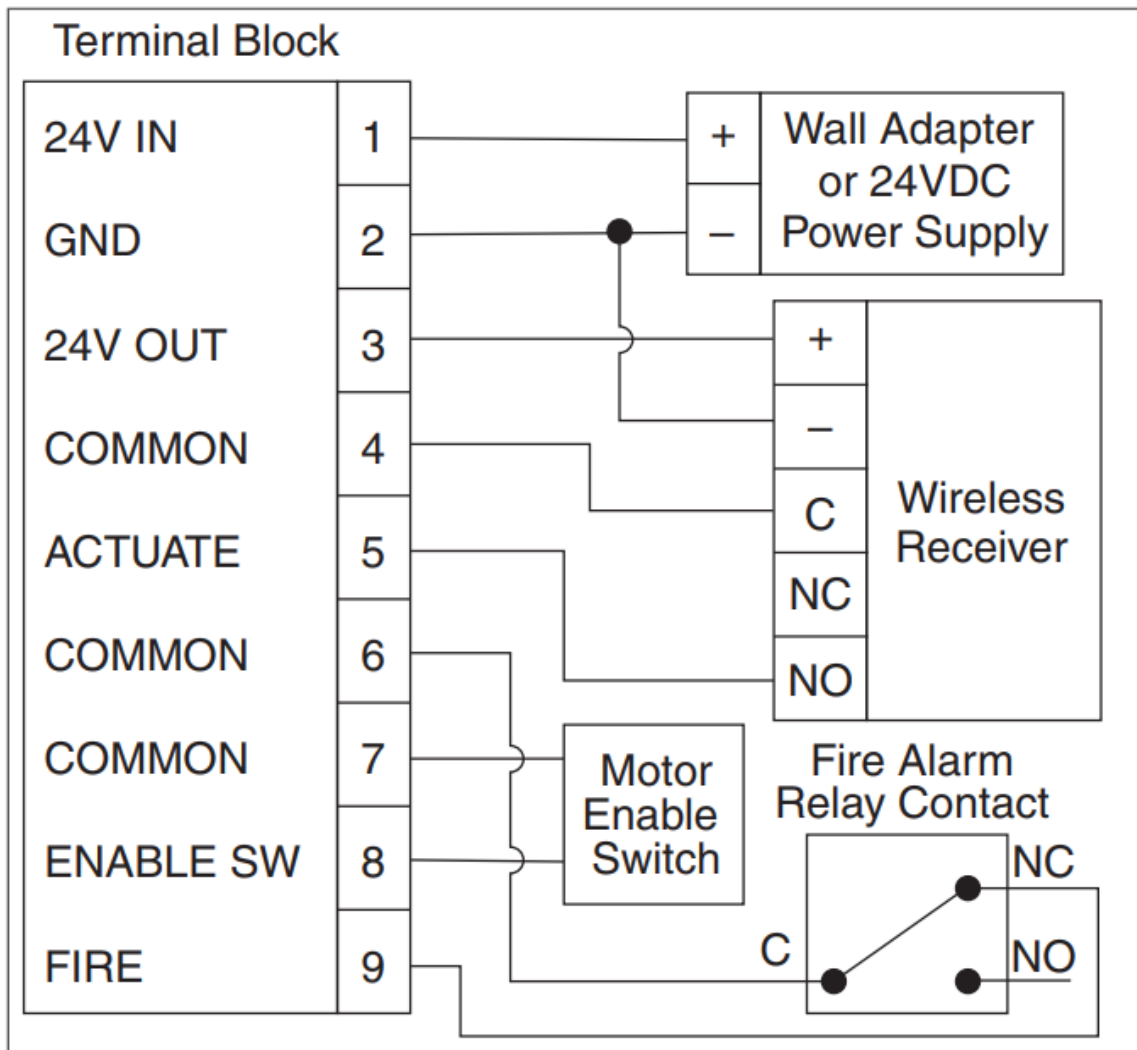 Terminal Block
24V IN 1
GND 2
24V OUT 3
COMMON 4
ACTUATE 5
COMMON 6
COMMON 7
ENABLE SW 8
FIRE 9
+
–
Wall Adapter
or 24VDC
Power Supply
+
–
C
NC
NO
Wireless
Receiver
Motor
Enable
Switch
Fire Alarm
Relay Contact
NC
C
NO